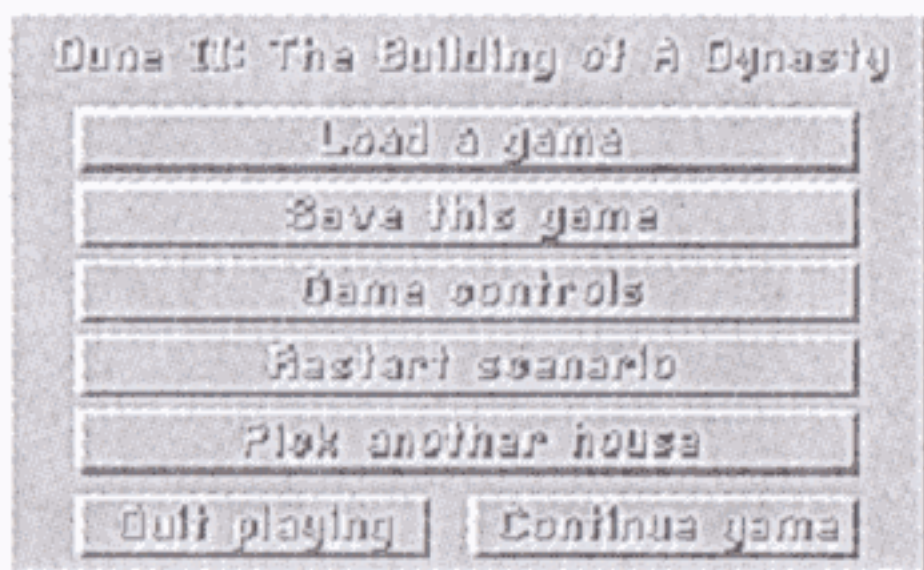 Dune II: The Building of A Dynasty
Load a game
Save this game
Game controls
Restart scenario
Pick another house
Quit playing
Continue game